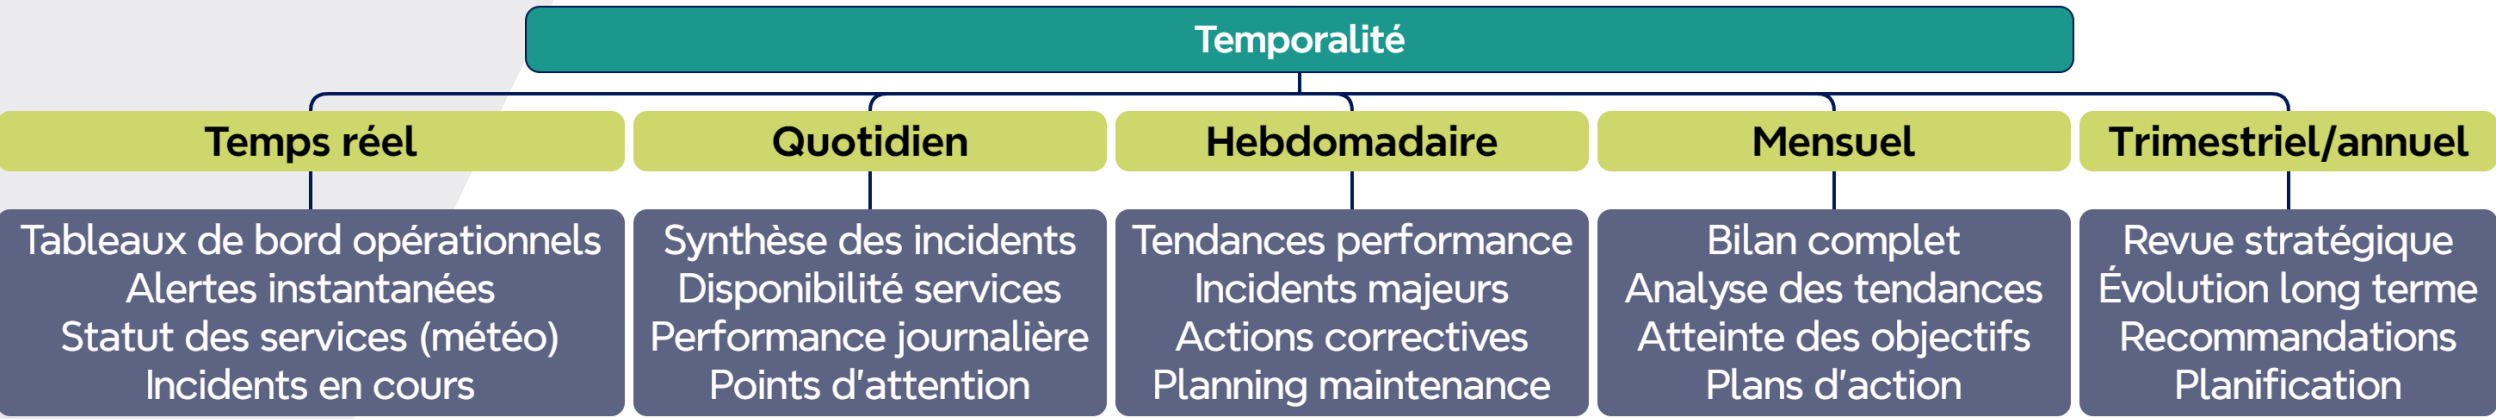 Temporalité
Temps réel
Tableaux de bord opérationnels
Alertes instantanées
Statut des services (météo)
Incidents en cours
Quotidien
Synthèse des incidents
Disponibilité services
Performance journalière
Points d'attention
Hebdomadaire
Tendances performance
Incidents majeurs
Actions correctives
Planning maintenance
Mensuel
Bilan complet
Analyse des tendances
Atteinte des objectifs
Plans d'action
Trimestriel/annuel
Revue stratégique
Évolution long terme
Recommandations
Planification